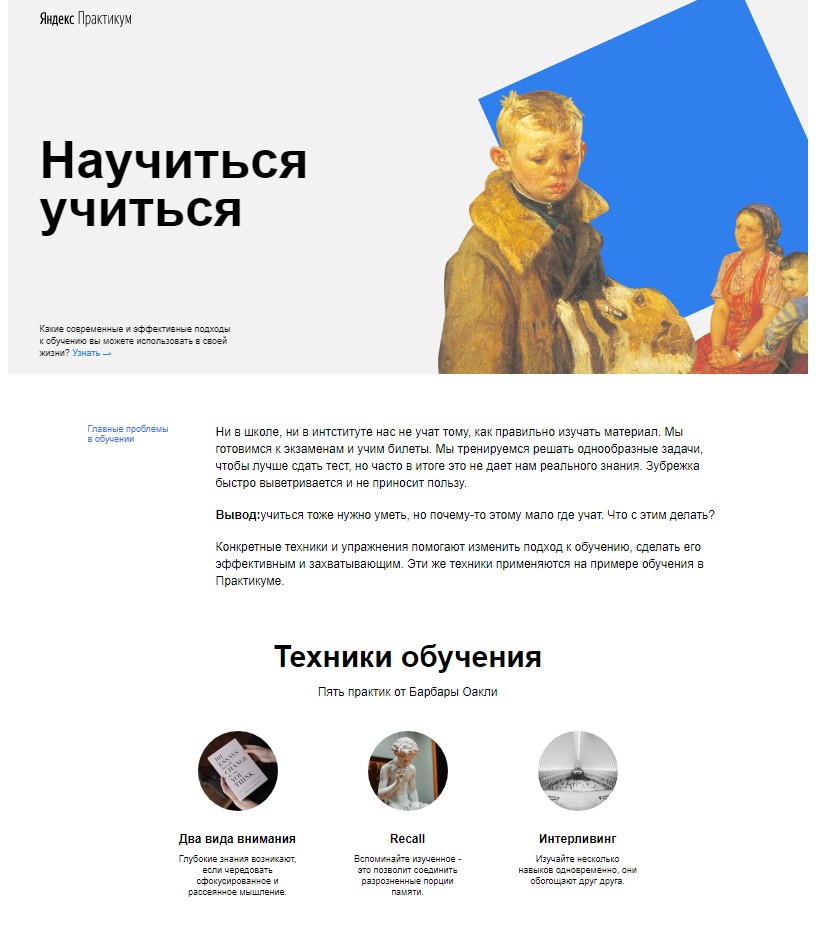 Яндекс Практикум
Научиться
учиться
Какие современные и эффективные подходы
к обучению вы можете использовать в своей
жизни? Узнать →
Главные проблемы
в обучении
Ни в школе, ни в интституте нас не учат тому, как правильно изучать материал. Мы
готовимся к экзаменам и учим билеты. Мы тренируемся решать однообразные задачи,
чтобы лучше сдать тест, но часто в итоге это не дает нам реального знания. Зубрежка
быстро выветривается и не приносит пользу.
Вывод:учиться тоже нужно уметь, но почему-то этому мало где учат. Что с этим делать?
Конкретные техники и упражнения помогают изменить подход к обучению, сделать его
эффективным и захватывающим. Эти же техники применяются на примере обучения в
Практикуме.
Техники обучения
Пять практик от Барбары Оакли
101
ESSAYS
CHANGE
YOU
THINK
Два вида внимания
Глубокие знания возникают,
если чередовать
сфокусированное и
рассеянное мышление.
Recall
Вспоминайте изученное -
это позволит соединить
разрозненные порции
памяти.
Интерливинг
Изучайте несколько
навыков одновременно, они
обогощают друг друга.